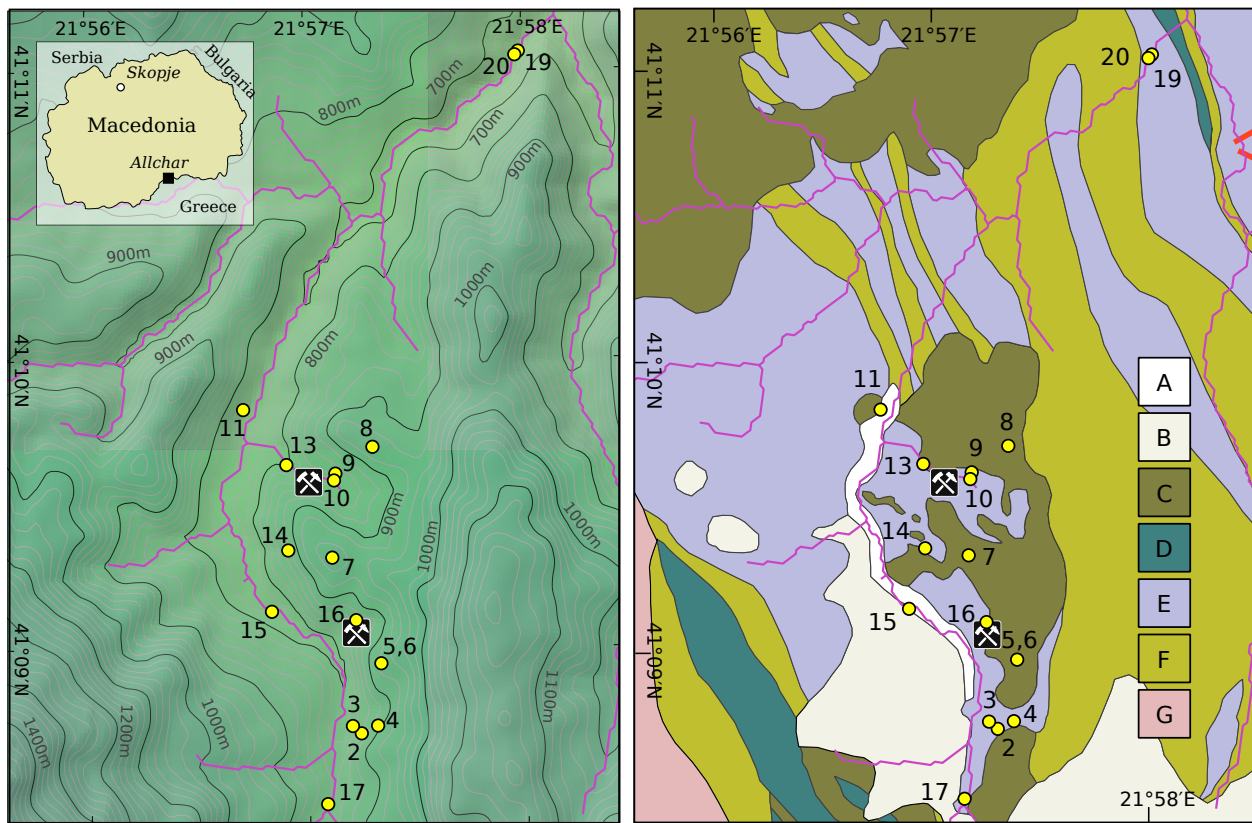 21°56′E
21°57′E
21°58′E
41°11′N
41°10′N
41°09′N
Serbia
Skopje
Bulgaria
Macedonia
Allchar
Greece
700m
800m
700m
900m
20
19
900m
1000m
900m
800m
11
8
13
9
10
900m
1000m
1000m
14
7
15
16
5,6
3
4
2
1100m
1000m
1200m
1400m
17
21°56′E
21°57′E
41°11′N
20
19
41°10′N
11
8
9
13
10
14
7
15
16
5,6
41°09′N
3
4
2
17
21°58′E
A
B
C
D
E
F
G